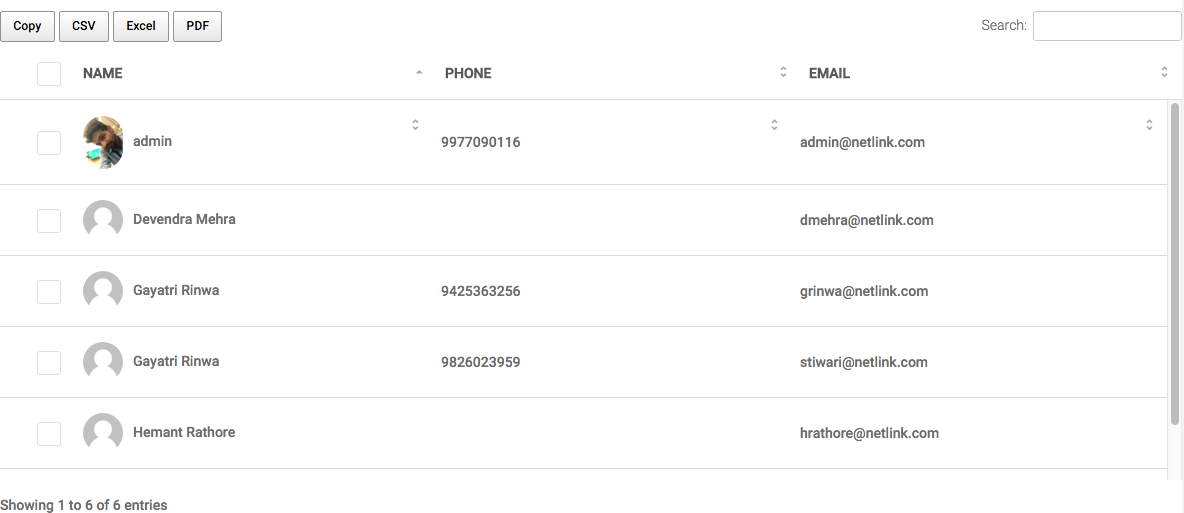 Copy CSV Excel PDF Search:
NAME PHONE EMAIL
admin 9977090116 admin@netlink.com
Devendra Mehra dmehra@netlink.com
Gayatri Rinwa 9425363256 grinwa@netlink.com
Gayatri Rinwa 9826023959 stiwari@netlink.com
Hemant Rathore hrathore@netlink.com
Showing 1 to 6 of 6 entries